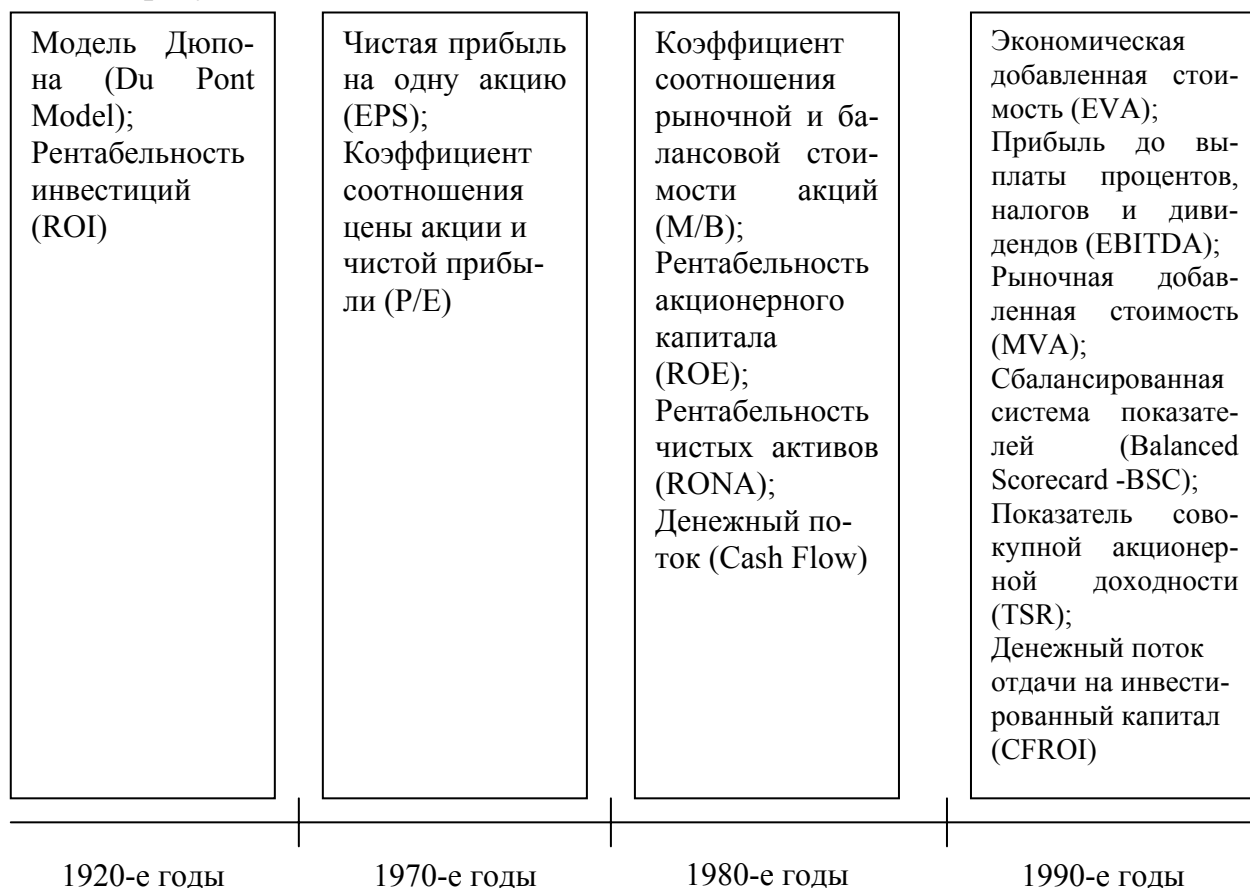 Модель Дюпо-
на (Du Pont
Model);
Рентабельность
инвестиций
(ROI)
Чистая прибыль
на одну акцию
(EPS);
Коэффициент
соотношения
цены акции и
чистой прибы-
ли (P/E)
Коэффициент
соотношения
рыночной и ба-
лансовой стои-
мости акций
(M/B);
Рентабельность
акционерного
капитала
(ROE);
Рентабельность
чистых активов
(RONA);
Денежный по-
ток (Cash Flow)
Экономическая
добавленная стои-
мость (EVA);
Прибыль до вы-
платы процентов,
налогов и диви-
дендов (EBITDA);
Рыночная добав-
ленная стоимость
(MVA);
Сбалансированная
система показате-
лей (Balanced
Scorecard -BSC);
Показатель сово-
купной акционер-
ной доходности
(TSR);
Денежный поток
отдачи на инвести-
рованный капитал
(CFROI)
1920-е годы
1970-е годы
1980-е годы
1990-е годы